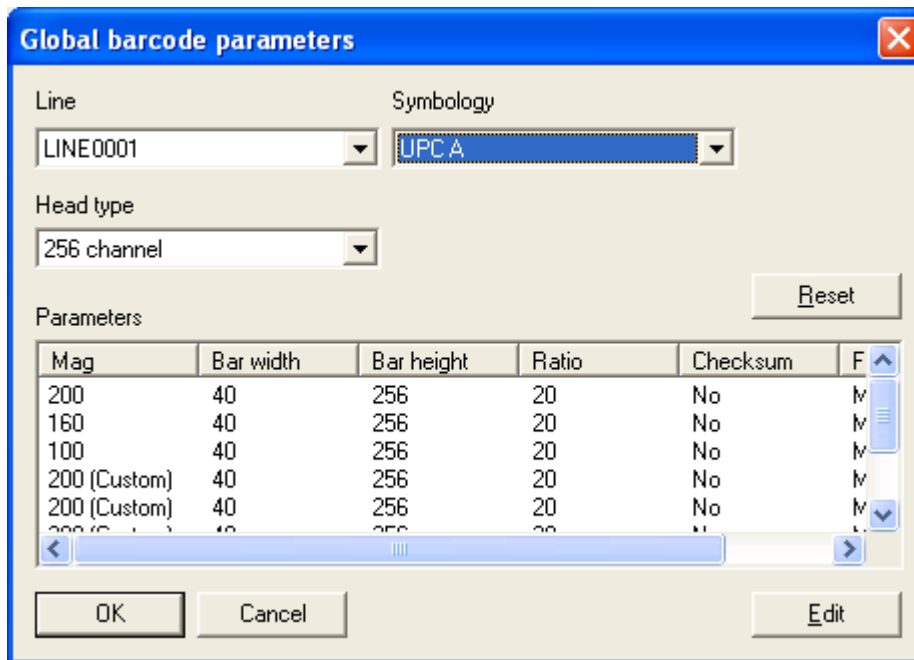 Global barcode parameters
Line Symbology
LINE0001 UPC A
Head type
256 channel
Reset
Parameters
Mag Bar width Bar height Ratio Checksum F
200 40 256 20 No M
160 40 256 20 No M
100 40 256 20 No M
200 (Custom) 40 256 20 No M
200 (Custom) 40 256 20 No M
OK Cancel Edit